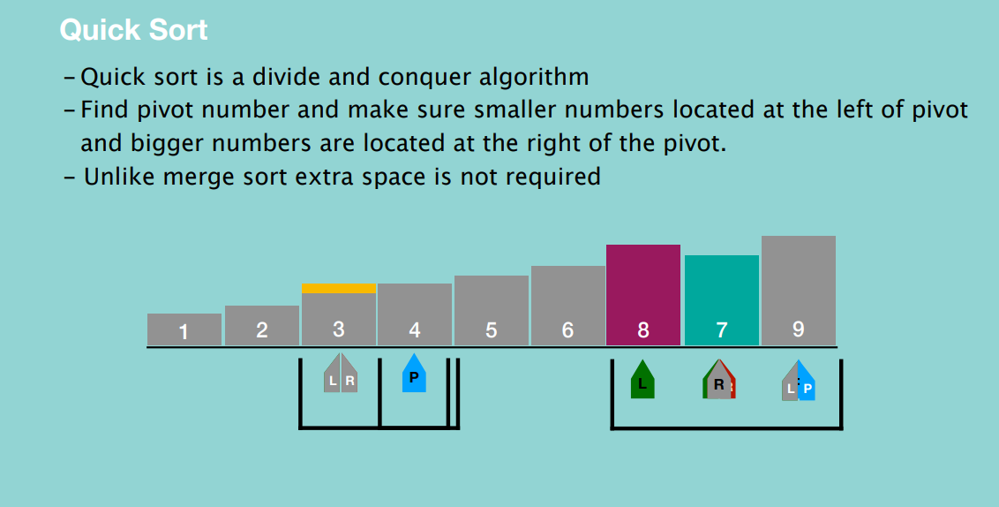 Quick Sort
– Quick sort is a divide and conquer algorithm
– Find pivot number and make sure smaller numbers located at the left of pivot
and bigger numbers are located at the right of the pivot.
– Unlike merge sort extra space is not required
1 2 3 4 5 6 8 7 9
L R P L R L P